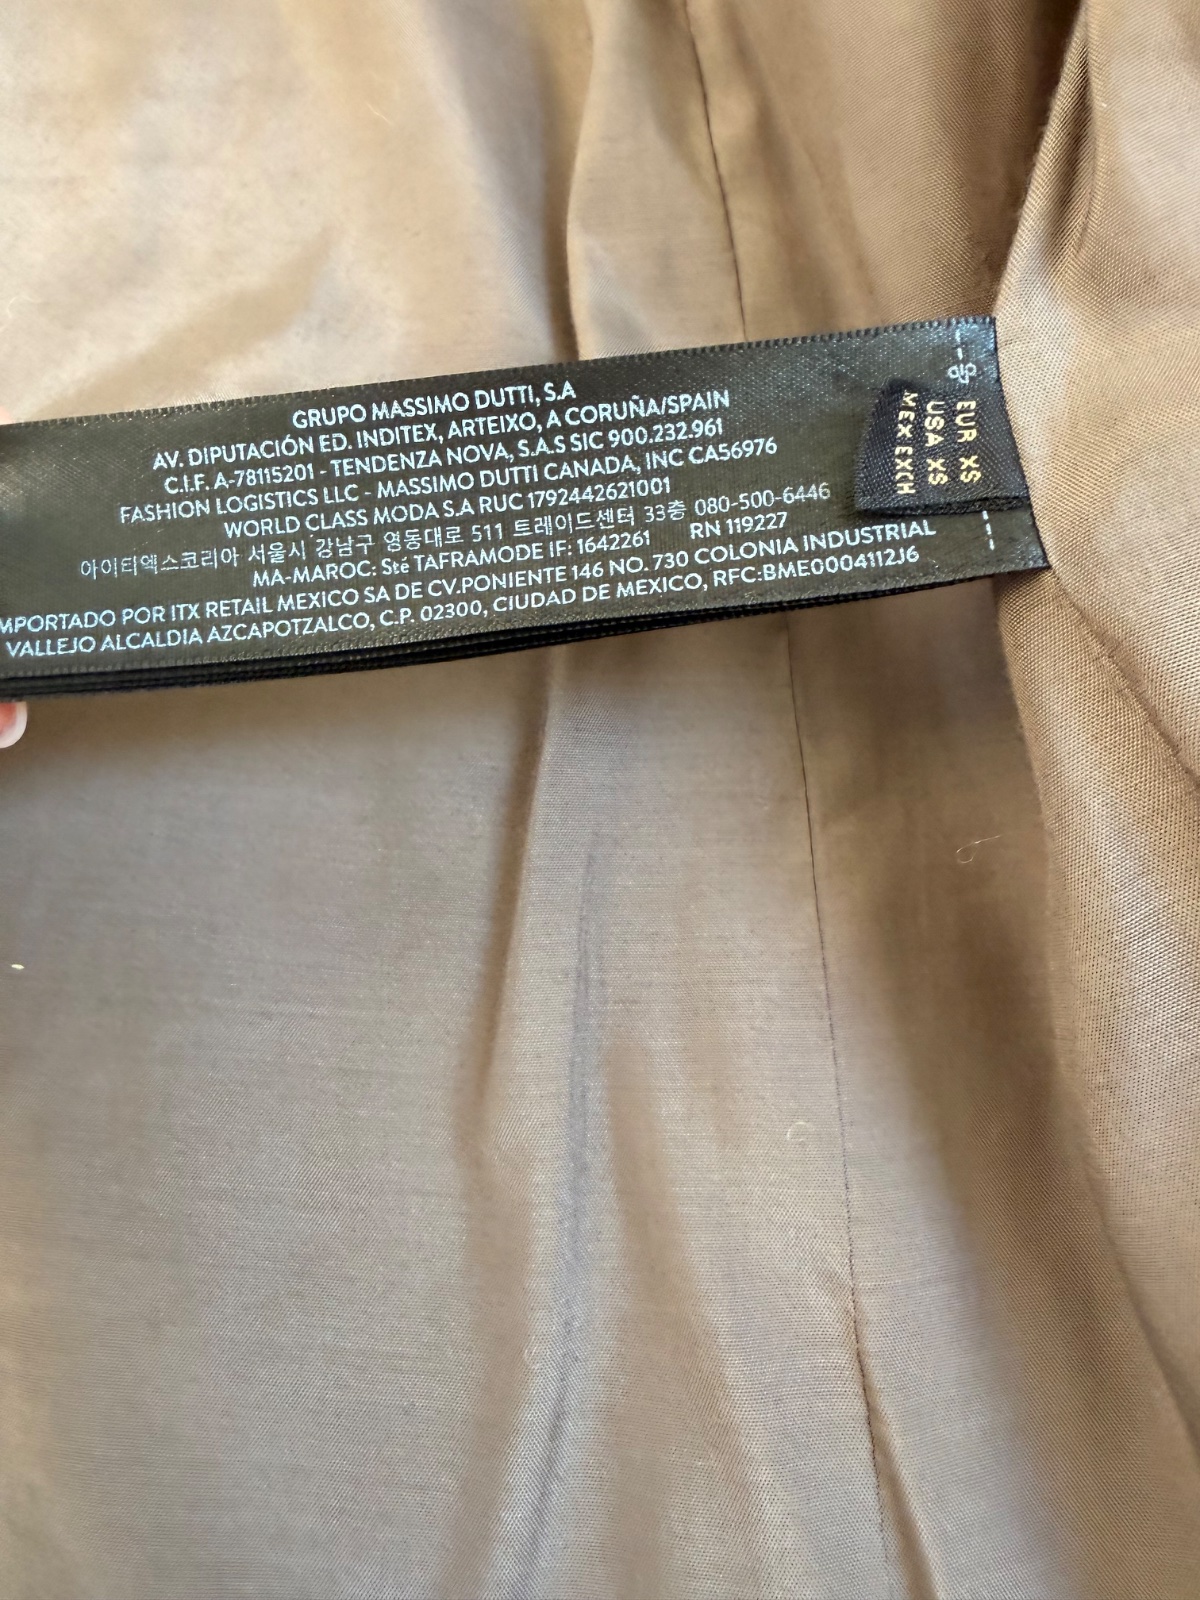 GRUPO MASSIMO DUTTI, S.A
AV. DIPUTACIÓN ED. INDITEX, ARTEIXO, A CORUÑA/SPAIN
C.I.F. A-78115201 - TENDENZA NOVA, S.A.S SIC 900.232.961
FASHION LOGISTICS LLC - MASSIMO DUTTI CANADA, INC CA56976
WORLD CLASS MODA S.A RUC 1792442621001
아이티엑스코리아 서울시 강남구 영동대로 511 트레이드센터 33층 080-500-6446
MA-MAROC: Sté TAFRAMODE IF: 1642261 RN 119227
MPORTADO POR ITX RETAIL MEXICO SA DE CV.PONIENTE 146 NO. 730 COLONIA INDUSTRIAL
VALLEJO ALCALDIA AZCAPOTZALCO, C.P. 02300, CIUDAD DE MEXICO, RFC:BME0004112J6
EUR XS
USA XS
MEX EXCH